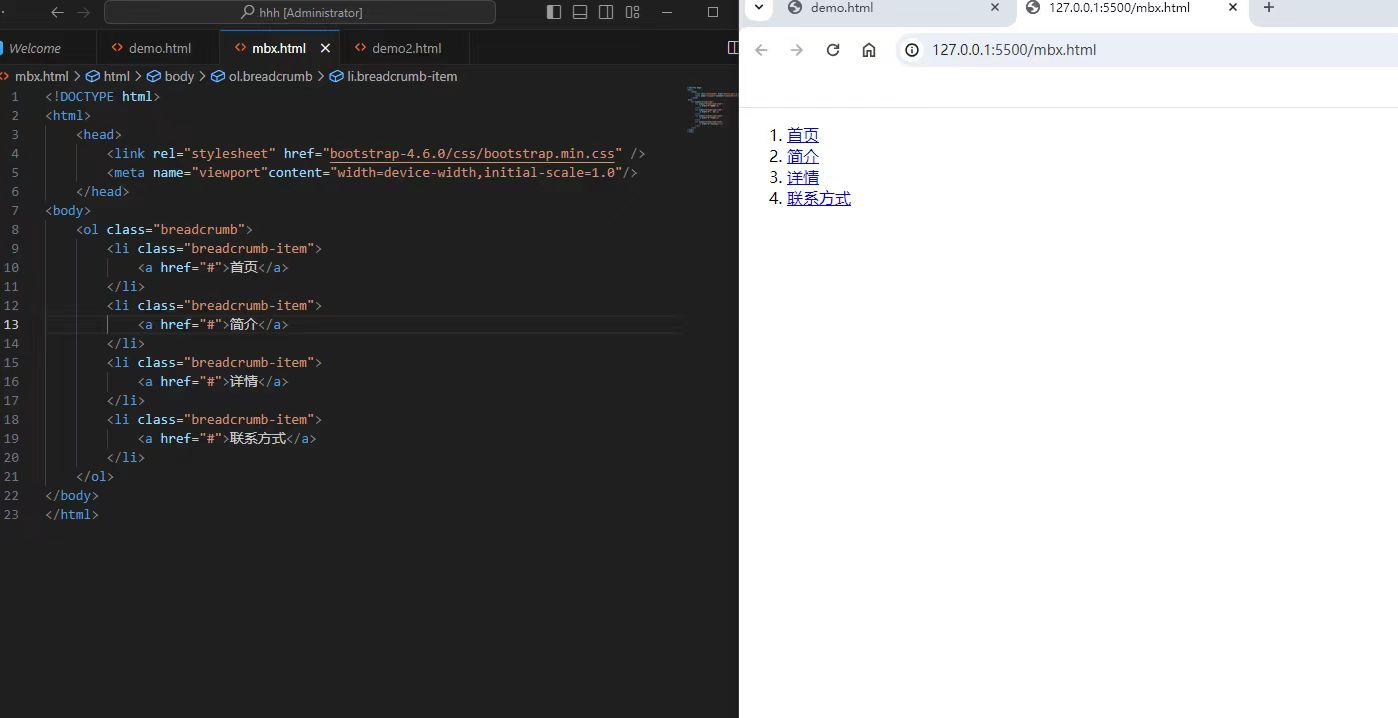 hhh [Administrator]
Welcome
demo.html
mbx.html
demo2.html
mbx.html > html > body > ol.breadcrumb > li.breadcrumb-item
1 <!DOCTYPE html>
2 <html>
3 <head>
4 <link rel="stylesheet" href="bootstrap-4.6.0/css/bootstrap.min.css" />
5 <meta name="viewport"content="width=device-width,initial-scale=1.0"/>
6 </head>
7 <body>
8 <ol class="breadcrumb">
9 <li class="breadcrumb-item">
10 <a href="#">首页</a>
11 </li>
12 <li class="breadcrumb-item">
13 <a href="#">简介</a>
14 </li>
15 <li class="breadcrumb-item">
16 <a href="#">详情</a>
17 </li>
18 <li class="breadcrumb-item">
19 <a href="#">联系方式</a>
20 </li>
21 </ol>
22 </body>
23 </html>
demo.html
127.0.0.1:5500/mbx.html
127.0.0.1:5500/mbx.html
1. 首页
2. 简介
3. 详情
4. 联系方式